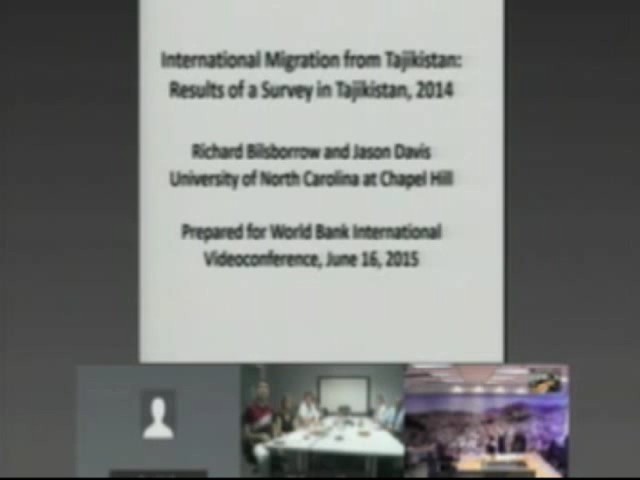 International Migration from Tajikistan:
Results of a Survey in Tajikistan, 2014
Richard Bilsborrow and Jason Davis
University of North Carolina at Chapel Hill
Prepared for World Bank International
Videoconference, June 16, 2015